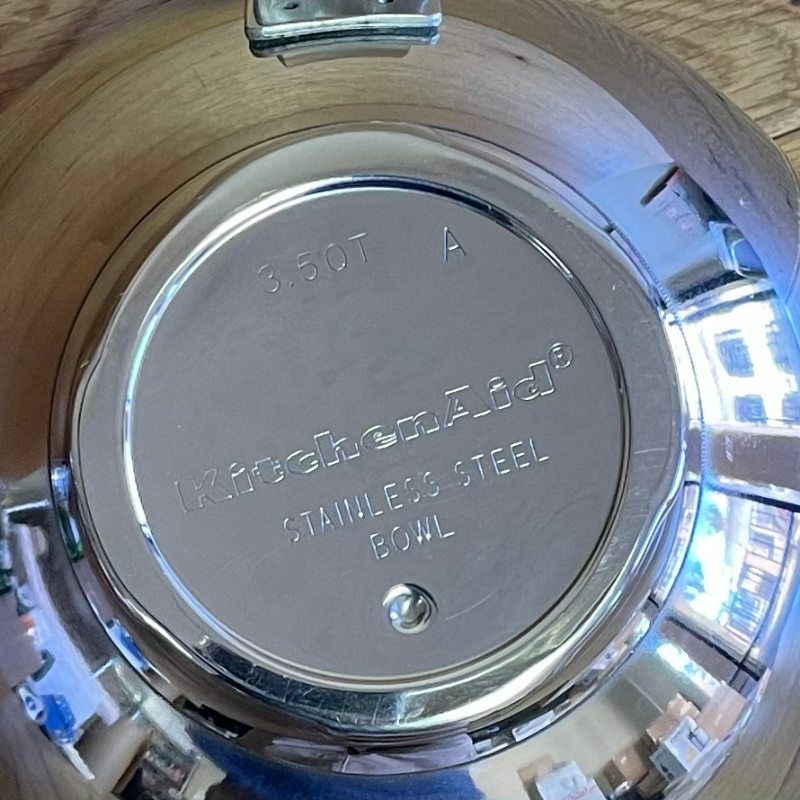 3.5QT A
KitchenAid®
STAINLESS STEEL
BOWL